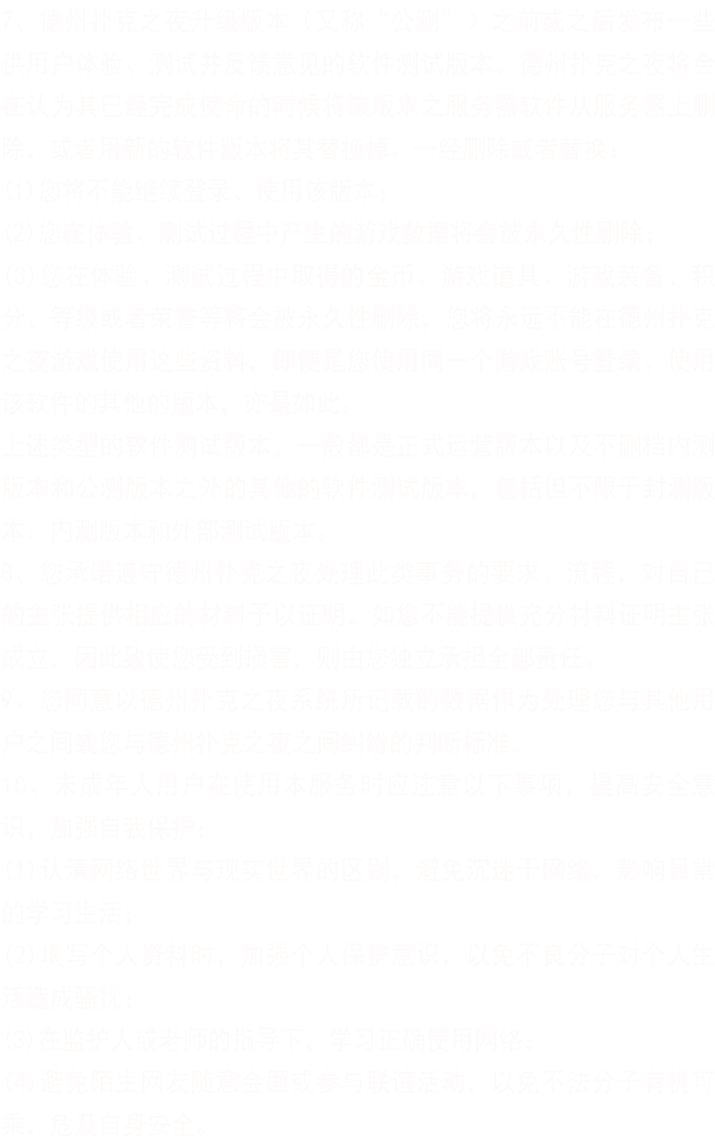 7、德州扑克之夜升级版本(又称“公测”)之前或之后发布一些
供用户体验、测试并反馈意见的软件测试版本。德州扑克之夜将会
在认为其已经完成使命的时候将该版本之服务器软件从服务器上删
除,或者用新的软件版本将其替换掉,一经删除或者替换:
(1)您将不能继续登录、使用该版本;
(2)您在体验、测试过程中产生的游戏数据将会被永久性删除;
(3)您在体验、测试过程中取得的金币、游戏道具、游戏装备、积
分、等级或者荣誉等将会被永久性删除,您将永远不能在德州扑克
之夜游戏使用这些资料,即便是您使用同一个游戏账号登录、使用
该软件的其他的版本,亦是如此。
上述类型的软件测试版本,一般都是正式运营版本以及不删档内测
版本和公测版本之外的其他的软件测试版本,包括但不限于封测版
本、内测版本和外部测试版本。
8、您承诺遵守德州扑克之夜处理此类事务的要求、流程,对自己
的主张提供相应的材料予以证明。如您不能提供充分材料证明主张
成立,因此致使您受到损害,则由您独立承担全部责任。
9、您同意以德州扑克之夜系统所记载的数据作为处理您与其他用
户之间或您与德州扑克之夜之间纠纷的判断标准。
10、未成年人用户在使用本服务时应注意以下事项,提高安全意
识,加强自我保护:
(1)认清网络世界与现实世界的区别,避免沉迷于网络,影响日常
的学习生活;
(2)填写个人资料时,加强个人保护意识,以免不良分子对个人生
活造成骚扰;
(3)在监护人或老师的指导下,学习正确使用网络;
(4)避免陌生网友随意会面或参与联谊活动,以免不法分子有机可
乘,危及自身安全。